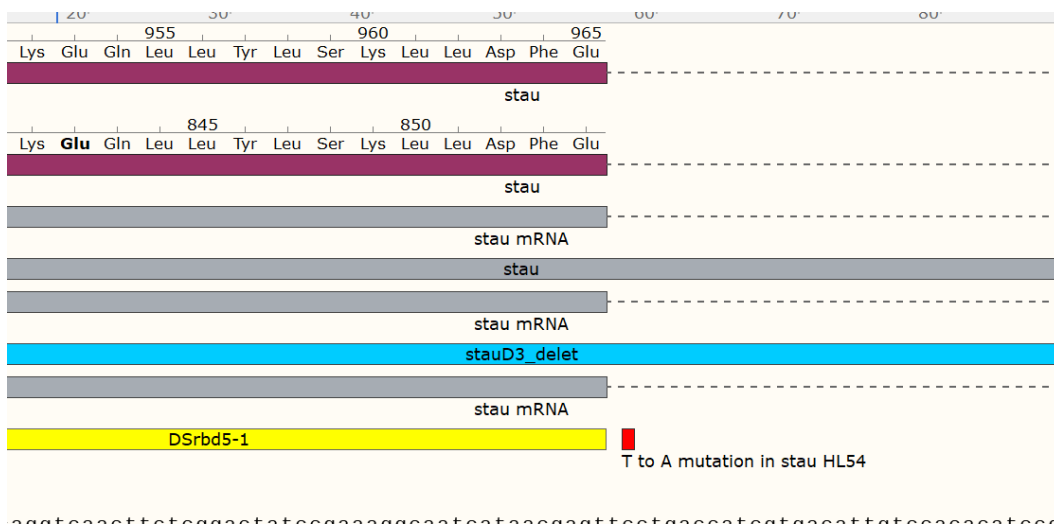 20' 30' 40' 50' 60' 70' 80'
955 960 965
Lys Glu Gln Leu Leu Tyr Leu Ser Lys Leu Leu Asp Phe Glu
stau
845 850
Lys Glu Gln Leu Leu Tyr Leu Ser Lys Leu Leu Asp Phe Glu
stau
stau mRNA
stau
stau mRNA
stauD3_delet
stau mRNA
DSrbd5-1
T to A mutation in stau HL54